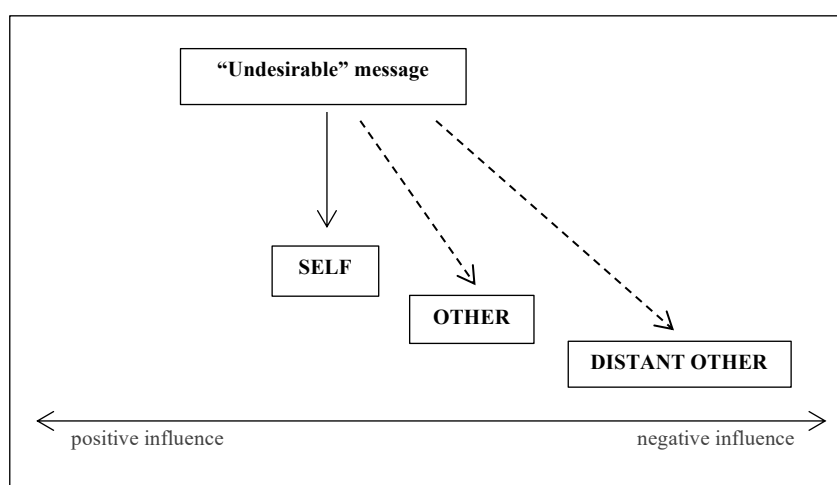 “Undesirable” message
SELF
OTHER
DISTANT OTHER
positive influence
negative influence